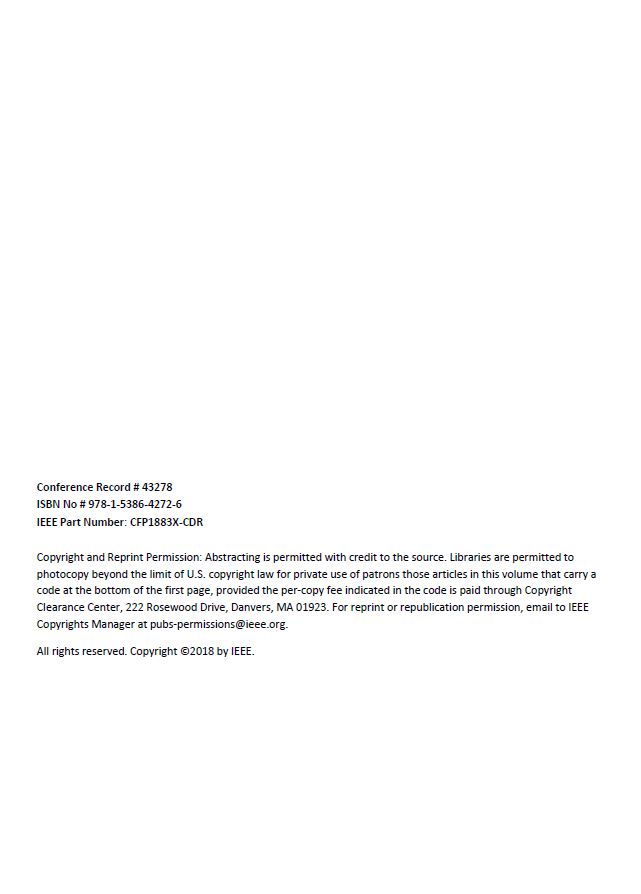 Conference Record # 43278
ISBN No # 978-1-5386-4272-6
IEEE Part Number: CFP1883X-CDR
Copyright and Reprint Permission: Abstracting is permitted with credit to the source. Libraries are permitted to
photocopy beyond the limit of U.S. copyright law for private use of patrons those articles in this volume that carry a
code at the bottom of the first page, provided the per-copy fee indicated in the code is paid through Copyright
Clearance Center, 222 Rosewood Drive, Danvers, MA 01923. For reprint or republication permission, email to IEEE
Copyrights Manager at pubs-permissions@ieee.org.
All rights reserved. Copyright ©2018 by IEEE.